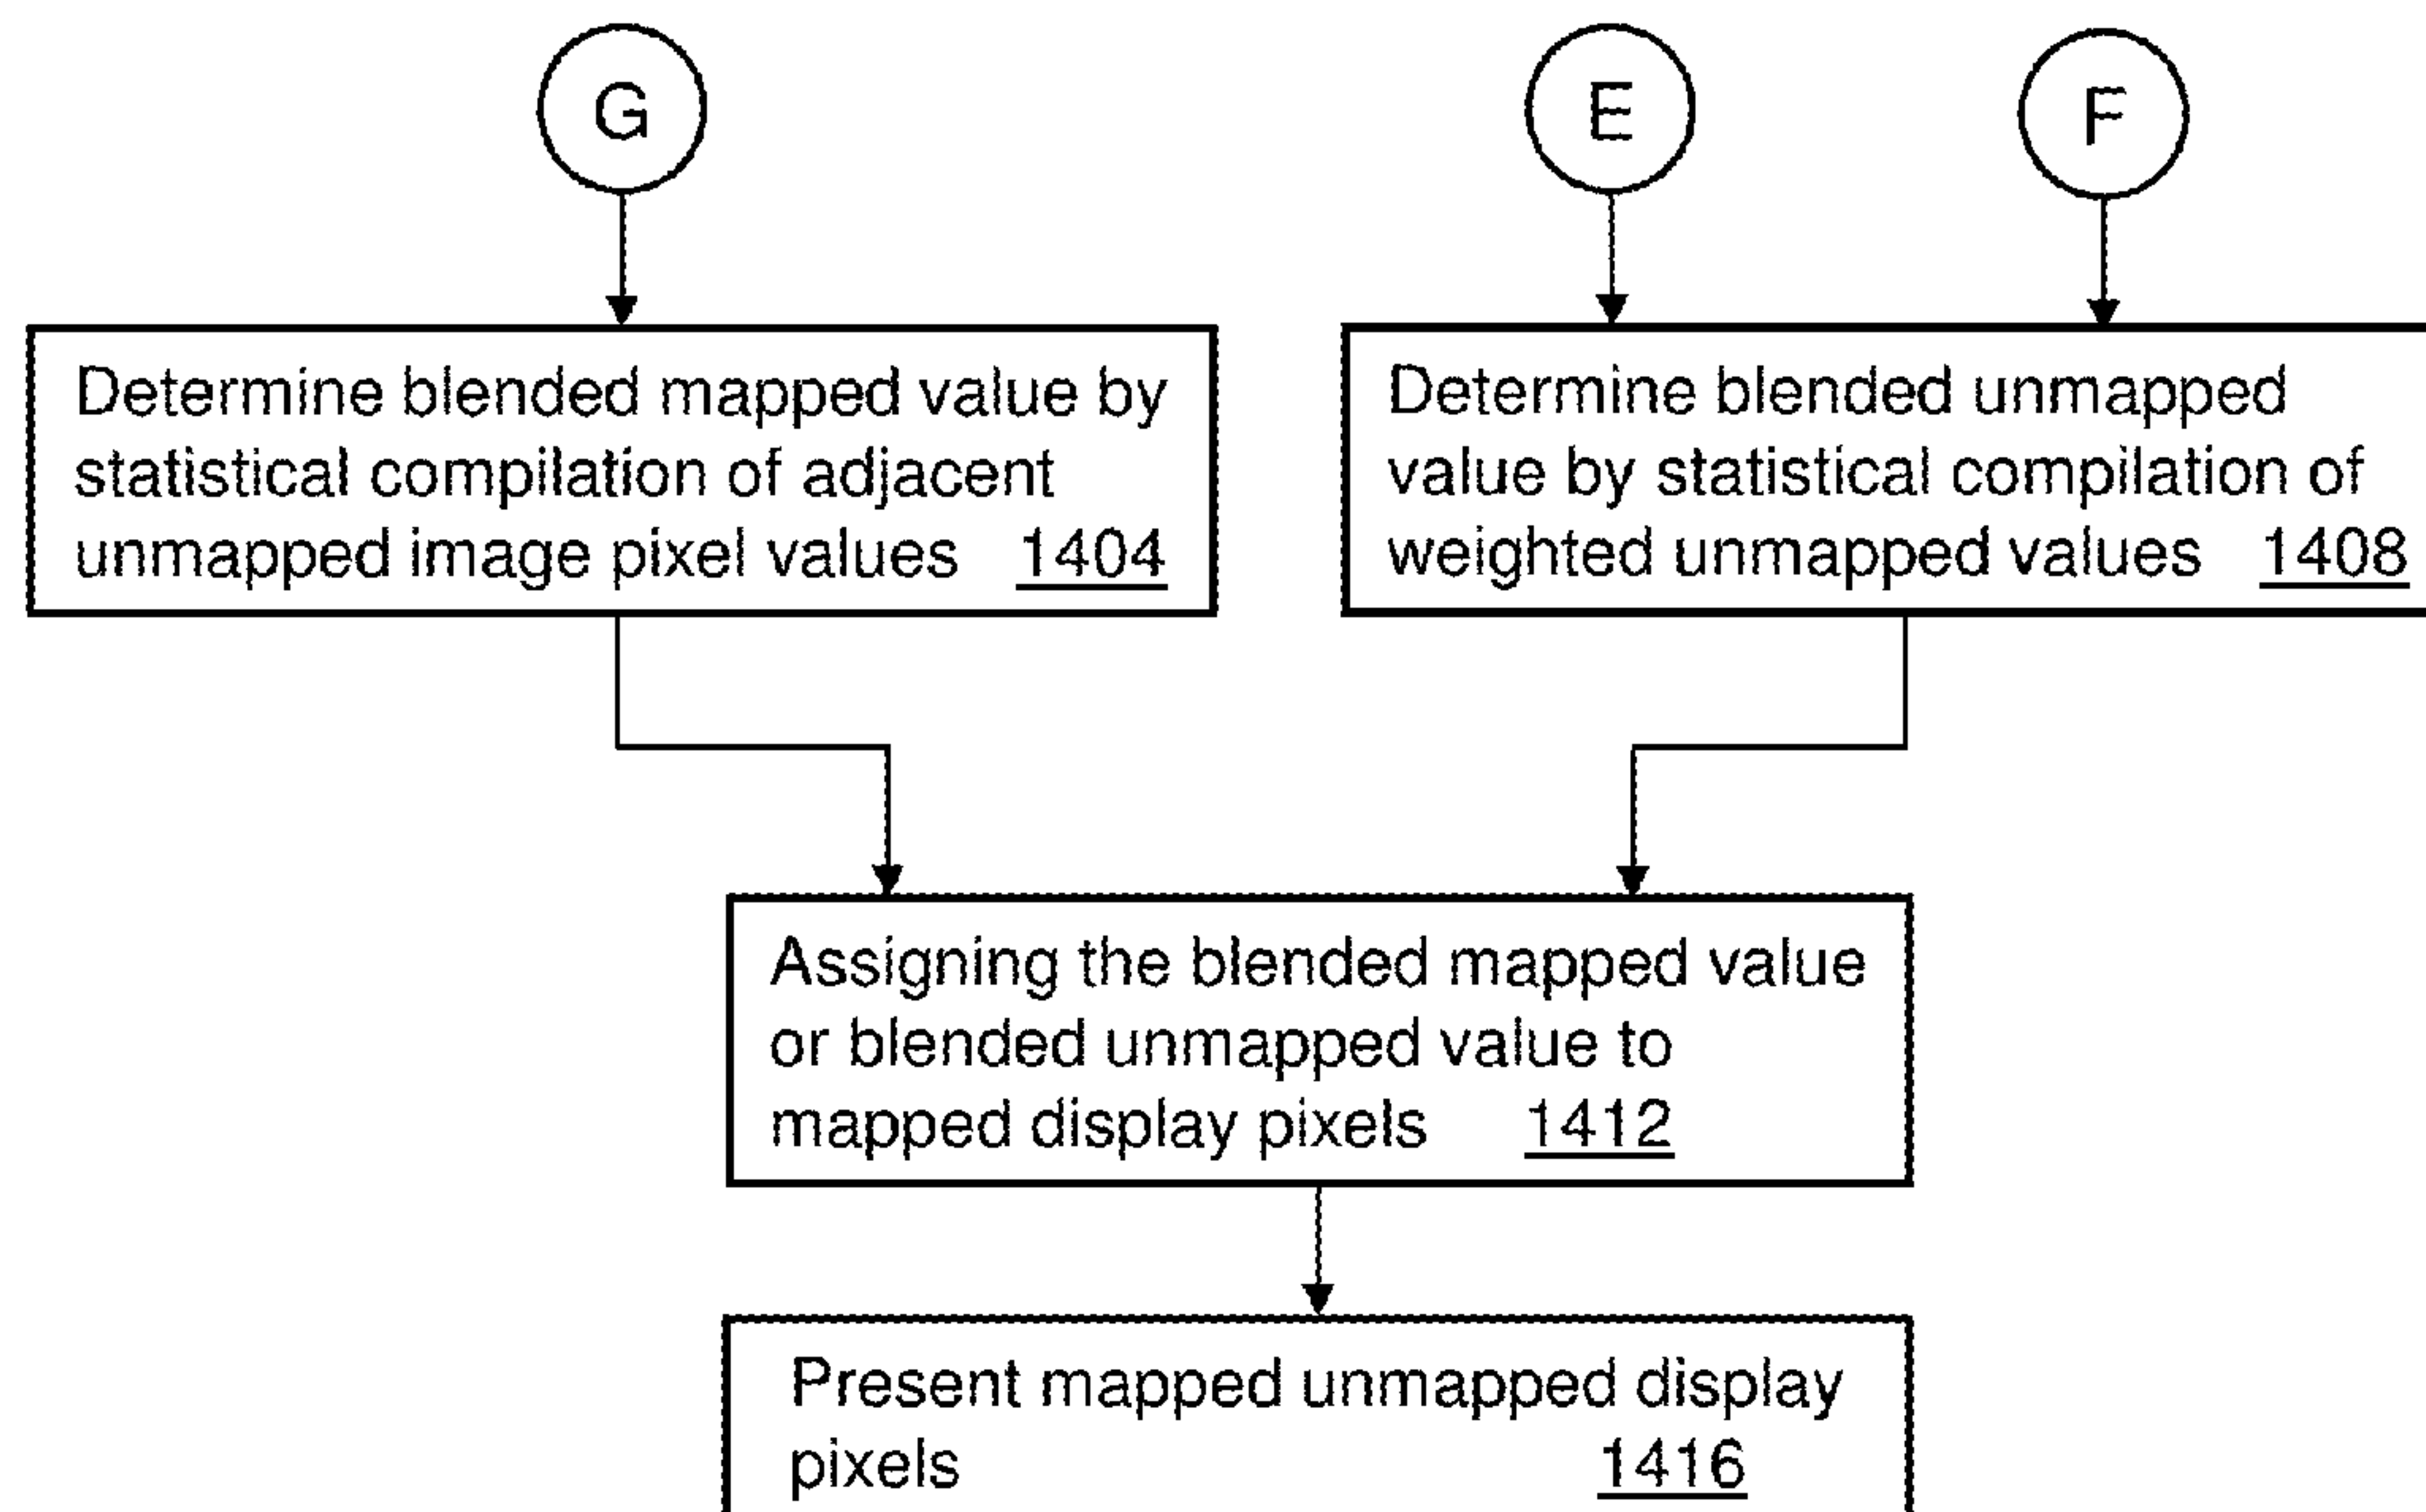 G
E
F
Determine blended mapped value by
statistical compilation of adjacent
unmapped image pixel values 1404
Determine blended unmapped
value by statistical compilation of
weighted unmapped values 1408
Assigning the blended mapped value
or blended unmapped value to
mapped display pixels 1412
Present mapped unmapped display
pixels 1416